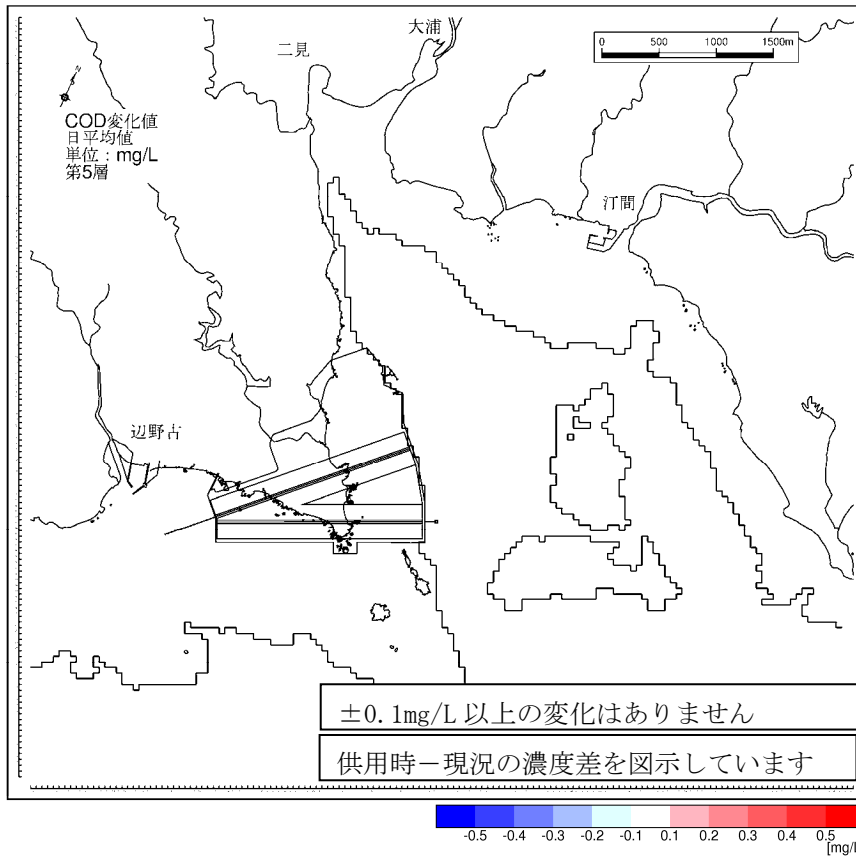 大浦
二見
0 500 1000 1500m
N
COD変化値
日平均値
単位：mg/L
第5層
汀間
辺野古
±0.1mg/L 以上の変化はありません
供用時－現況の濃度差を図示しています
-0.5 -0.4 -0.3 -0.2 -0.1 0.1 0.2 0.3 0.4 0.5
[mg/L